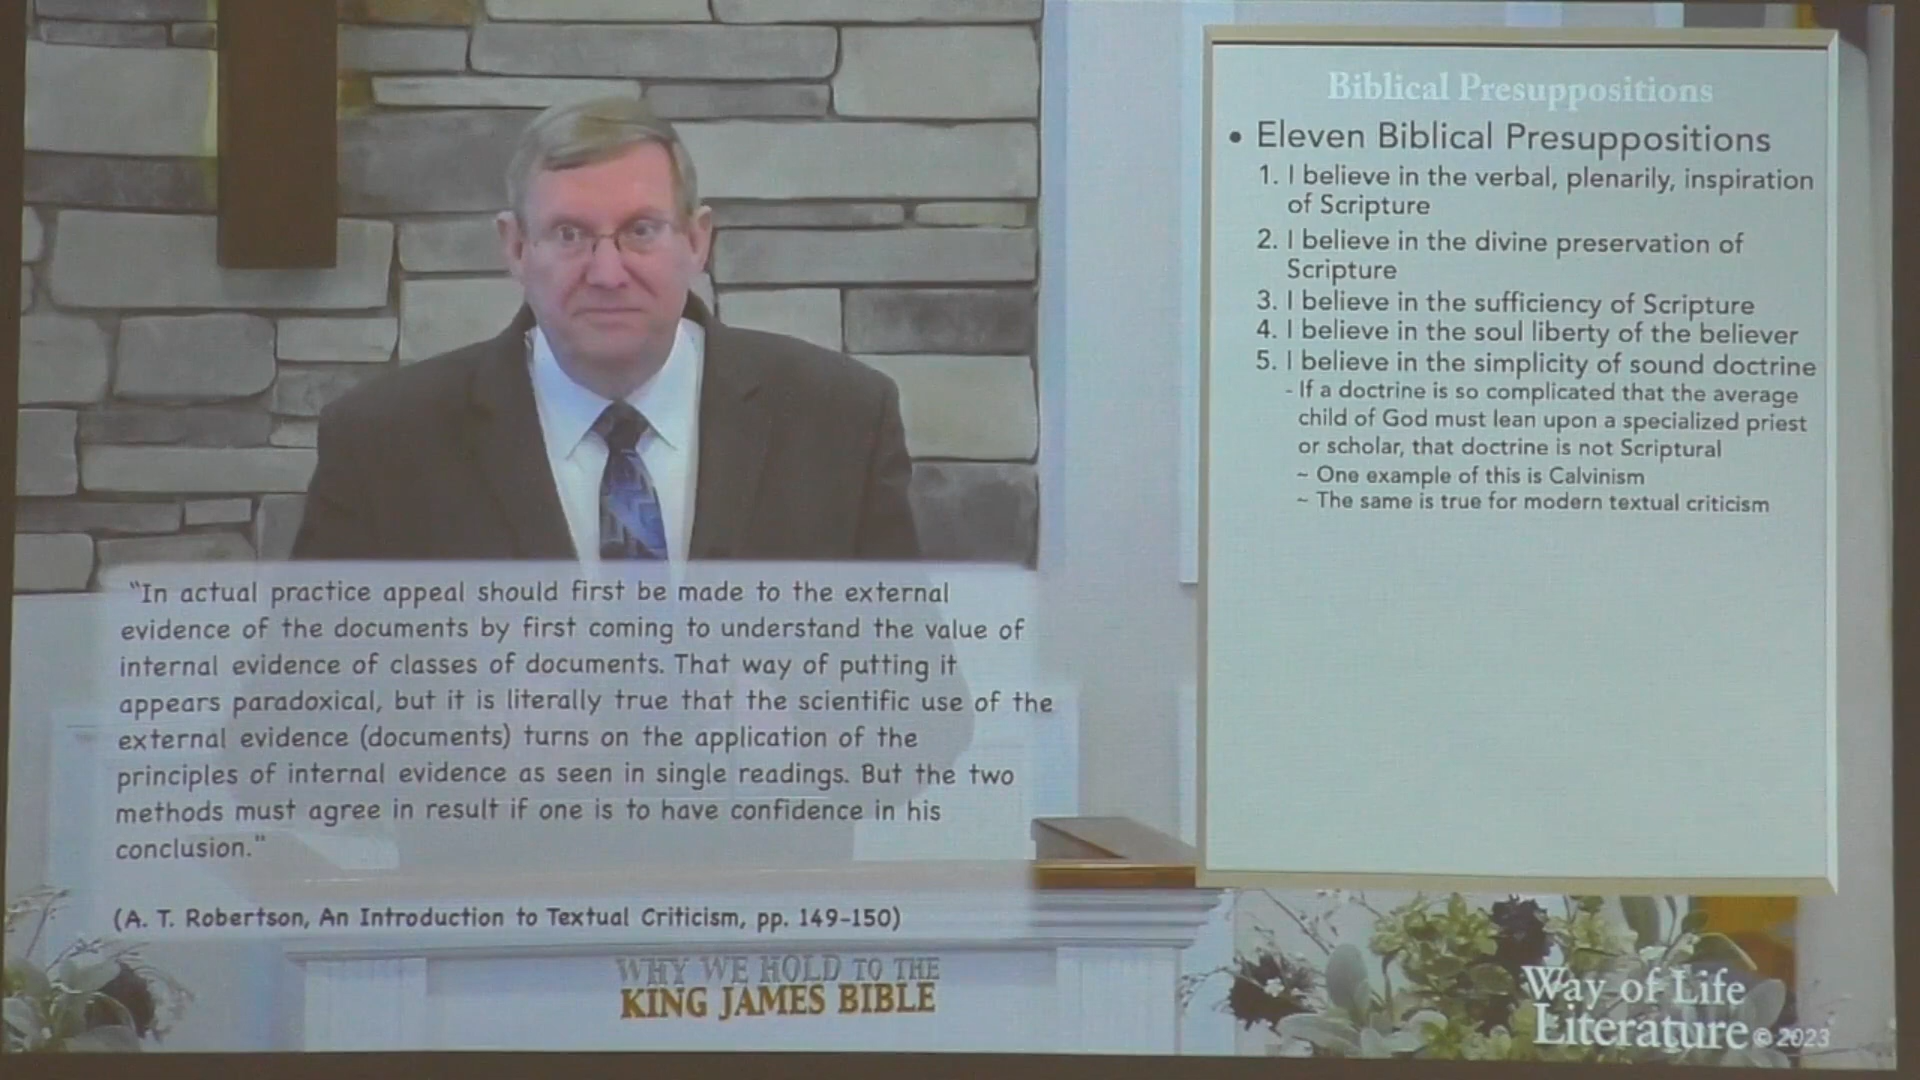 Biblical Presuppositions
• Eleven Biblical Presuppositions
1. I believe in the verbal, plenarily, inspiration
of Scripture
2. I believe in the divine preservation of
Scripture
3. I believe in the sufficiency of Scripture
4. I believe in the soul liberty of the believer
5. I believe in the simplicity of sound doctrine
- If a doctrine is so complicated that the average
child of God must lean upon a specialized priest
or scholar, that doctrine is not Scriptural
~ One example of this is Calvinism
~ The same is true for modern textual criticism
"In actual practice appeal should first be made to the external
evidence of the documents by first coming to understand the value of
internal evidence of classes of documents. That way of putting it
appears paradoxical, but it is literally true that the scientific use of the
external evidence (documents) turns on the application of the
principles of internal evidence as seen in single readings. But the two
methods must agree in result if one is to have confidence in his
conclusion."
(A. T. Robertson, An Introduction to Textual Criticism, pp. 149-150)
WHY WE HOLD TO THE
KING JAMES BIBLE
Way of Life
Literature © 2023